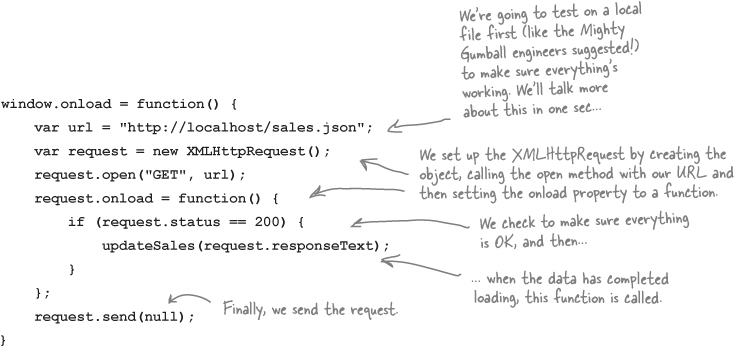 We're going to test on a local
file first (like the Mighty
Gumball engineers suggested!)
to make sure everything's
working. We'll talk more
about this in one sec...
window.onload = function() {
var url = "http://localhost/sales.json";
var request = new XMLHttpRequest();
request.open("GET", url);
request.onload = function() {
if (request.status == 200) {
updateSales(request.responseText);
}
};
request.send(null);
}
We set up the XMLHttpRequest by creating the
object, calling the open method with our URL and
then setting the onload property to a function.
We check to make sure everything
is OK, and then...
... when the data has completed
loading, this function is called.
Finally, we send the request.